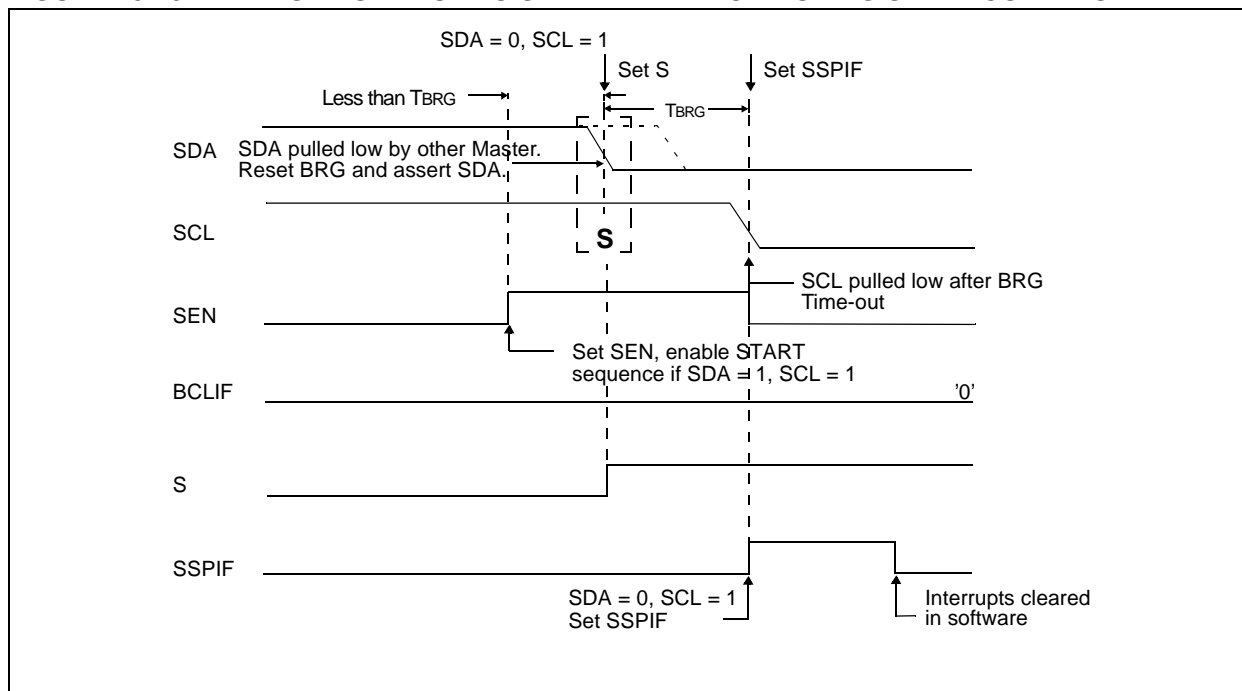 SDA = 0, SCL = 1
Set S
Set SSPIF
Less than TBRG
TBRG
SDA
SDA pulled low by other Master.
Reset BRG and assert SDA.
SCL
S
SCL pulled low after BRG
Time-out
SEN
Set SEN, enable START
sequence if SDA = 1, SCL = 1
BCLIF
'0'
S
SSPIF
SDA = 0, SCL = 1
Set SSPIF
Interrupts cleared
in software